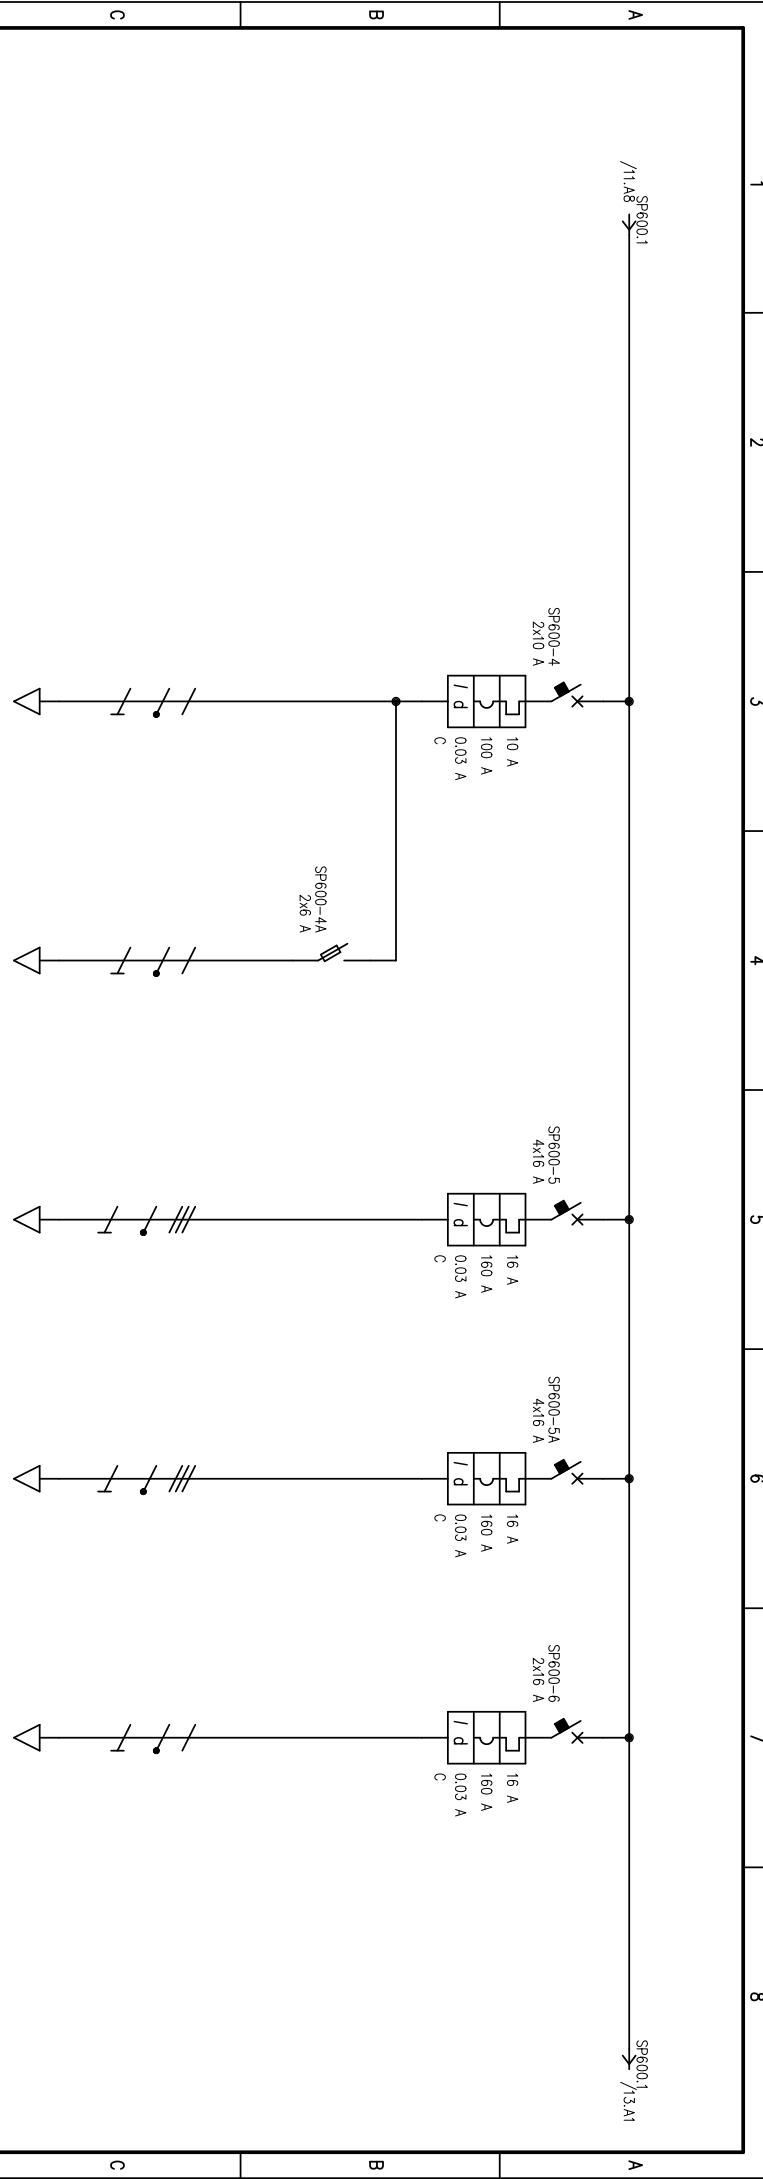 1
2
3
4
5
6
7
8
A
A
B
B
C
C
SP600.1
/11.A8
SP600.1
/13.A1
SP600-4
2x10 A
10 A
100 A
I d
0.03 A
C
SP600-4A
2x6 A
SP600-5
4x16 A
16 A
160 A
I d
0.03 A
C
SP600-5A
4x16 A
16 A
160 A
I d
0.03 A
C
SP600-6
2x16 A
16 A
160 A
I d
0.03 A
C